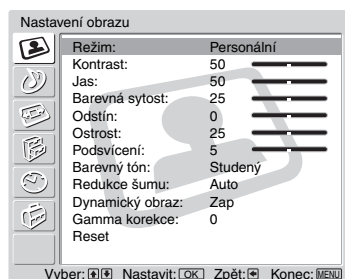 Nastavení obrazu
Režim: Personální
Kontrast: 50
Jas: 50
Barevná sytost: 25
Odstín: 0
Ostrost: 25
Podsvícení: 5
Barevný tón: Studený
Redukce šumu: Auto
Dynamický obraz: Zap
Gamma korekce: 0
Reset
Vyber: Nastavit: OK Zpět: Konec: MENU